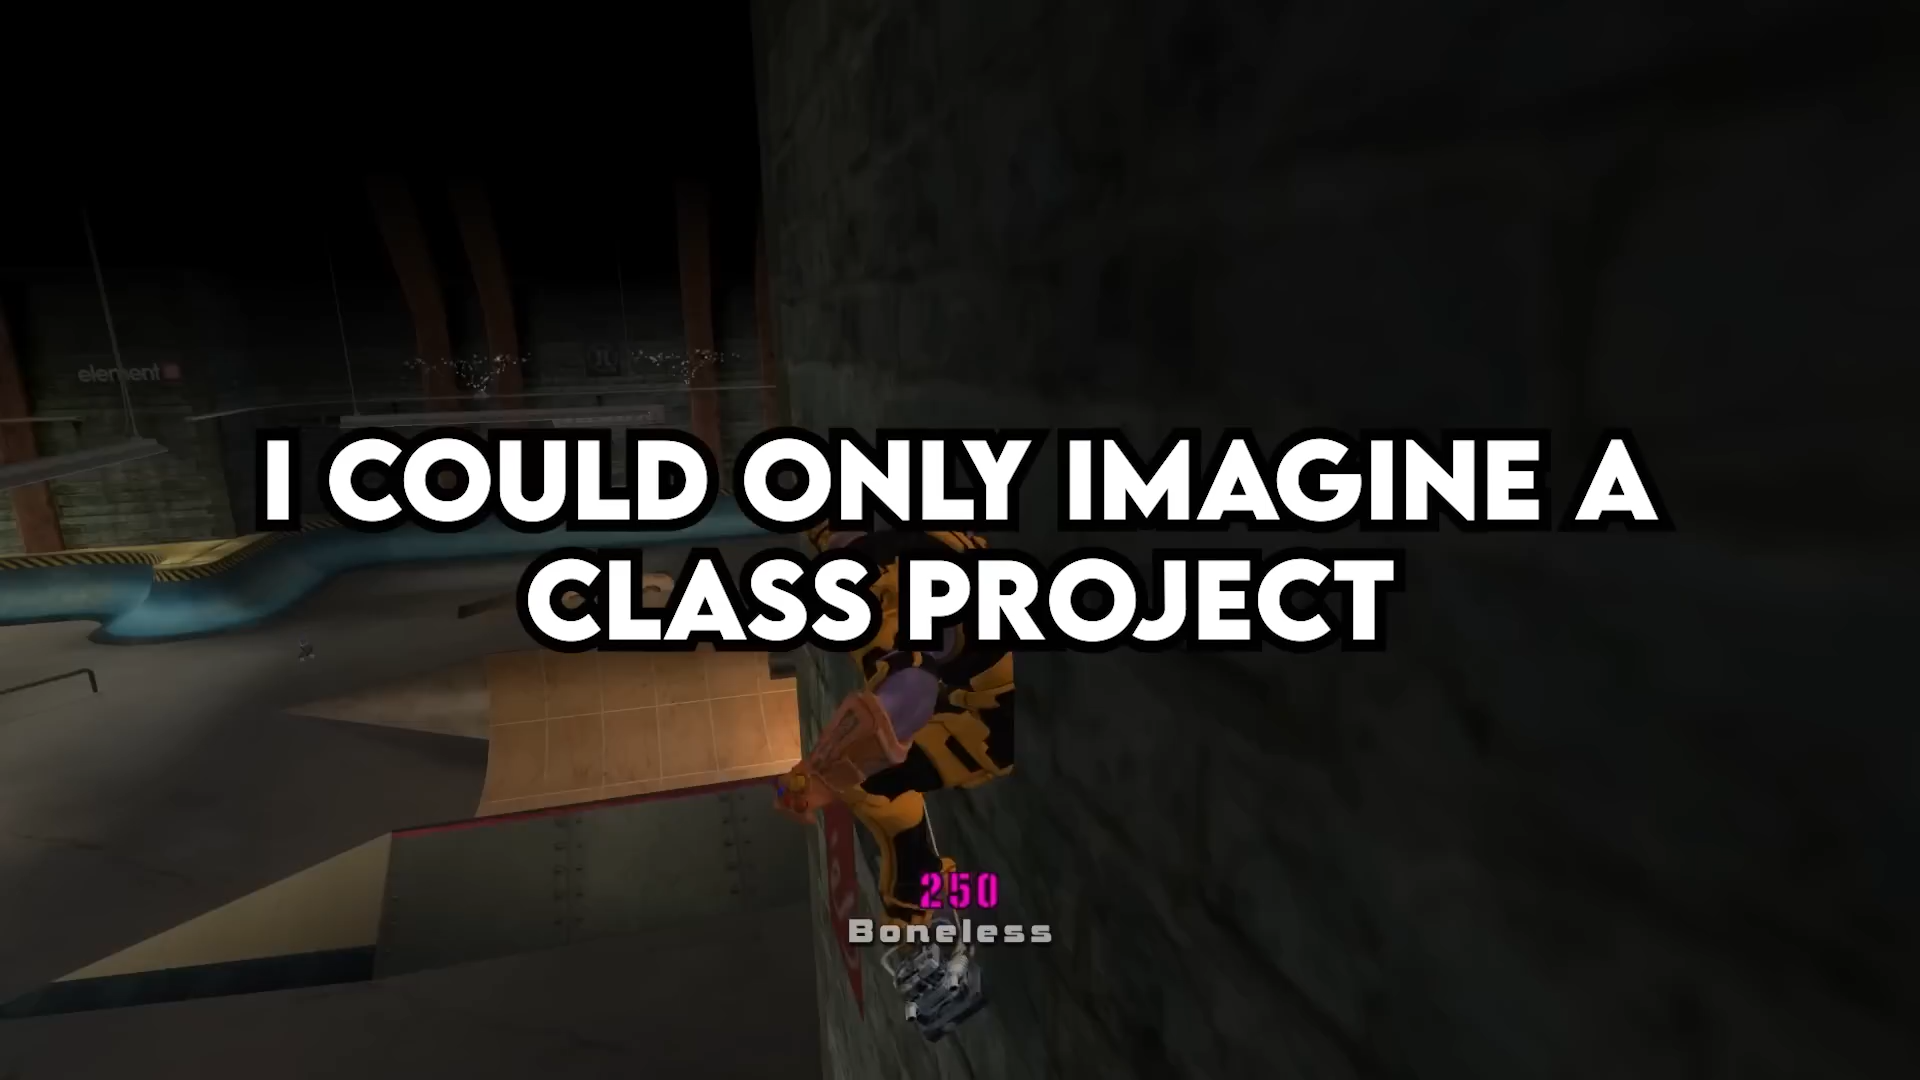 element
I COULD ONLY IMAGINE A
CLASS PROJECT
250
Boneless